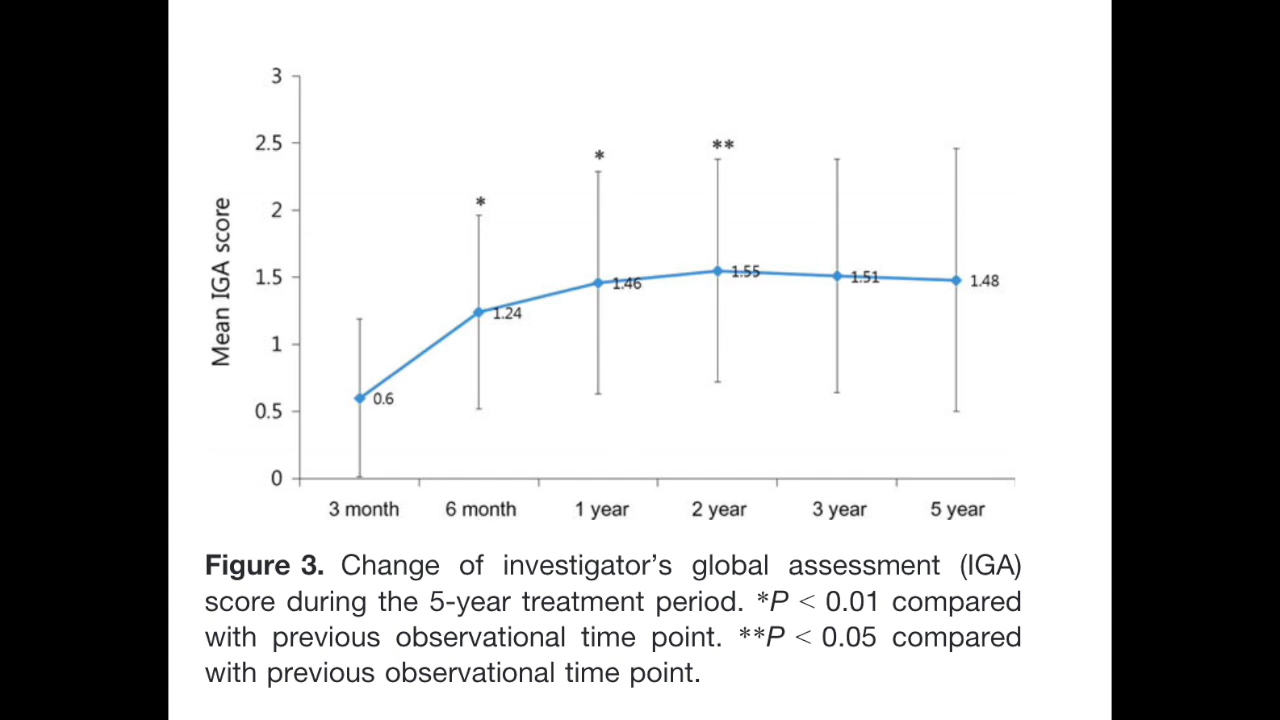 3
2.5
2
1.5
1
0.5
0
Mean IGA score
*
*
**
0.6
1.24
1.46
1.55
1.51
1.48
3 month 6 month 1 year 2 year 3 year 5 year
Figure 3. Change of investigator’s global assessment (IGA)
score during the 5-year treatment period. *P < 0.01 compared
with previous observational time point. **P < 0.05 compared
with previous observational time point.